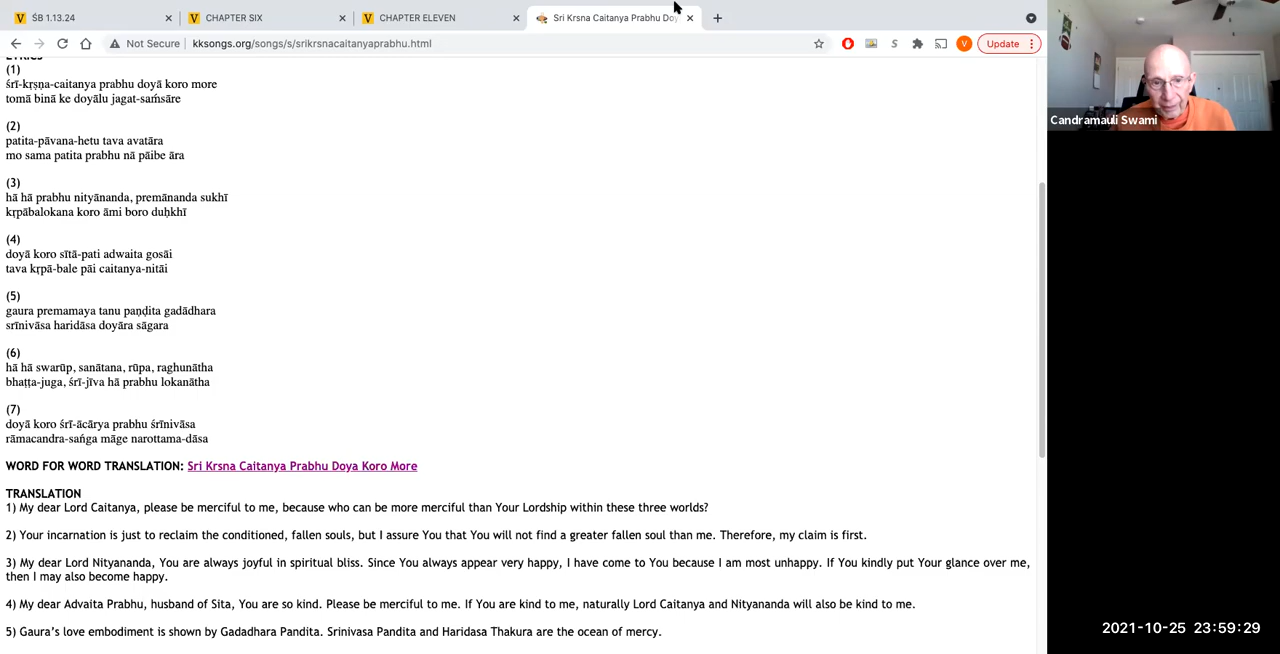 ŚB 1.13.24
CHAPTER SIX
CHAPTER ELEVEN
Sri Krsna Caitanya Prabhu Doy
Not Secure
kksongs.org/songs/s/srikrsnacaitanyaprabhu.html
Update
Candramauli Swami
LYRICS
(1)
śrī-kṛṣṇa-caitanya prabhu doyā koro more
tomā binā ke doyālu jagat-saṁsāre
(2)
patita-pāvana-hetu tava avatāra
mo sama patita prabhu nā pāibe āra
(3)
hā hā prabhu nityānanda, premānanda sukhī
kṛpābalokana koro āmi boro duḥkhī
(4)
doyā koro sītā-pati adwaita gosāi
tava kṛpā-bale pāi caitanya-nitāi
(5)
gaura premamaya tanu paṇḍita gadādhara
srīnivāsa haridāsa doyāra sāgara
(6)
hā hā swarūp, sanātana, rūpa, raghunātha
bhaṭṭa-juga, śrī-jīva hā prabhu lokanātha
(7)
doyā koro śrī-ācārya prabhu śrīnivāsa
rāmacandra-saṅga māge narottama-dāsa
WORD FOR WORD TRANSLATION: Sri Krsna Caitanya Prabhu Doya Koro More
TRANSLATION
1) My dear Lord Caitanya, please be merciful to me, because who can be more merciful than Your Lordship within these three worlds?
2) Your incarnation is just to reclaim the conditioned, fallen souls, but I assure You that You will not find a greater fallen soul than me. Therefore, my claim is first.
3) My dear Lord Nityananda, You are always joyful in spiritual bliss. Since You always appear very happy, I have come to You because I am most unhappy. If You kindly put Your glance over me,
then I may also become happy.
4) My dear Advaita Prabhu, husband of Sita, You are so kind. Please be merciful to me. If You are kind to me, naturally Lord Caitanya and Nityananda will also be kind to me.
5) Gaura's love embodiment is shown by Gadadhara Pandita. Srinivasa Pandita and Haridasa Thakura are the ocean of mercy.
2021-10-25 23:59:29